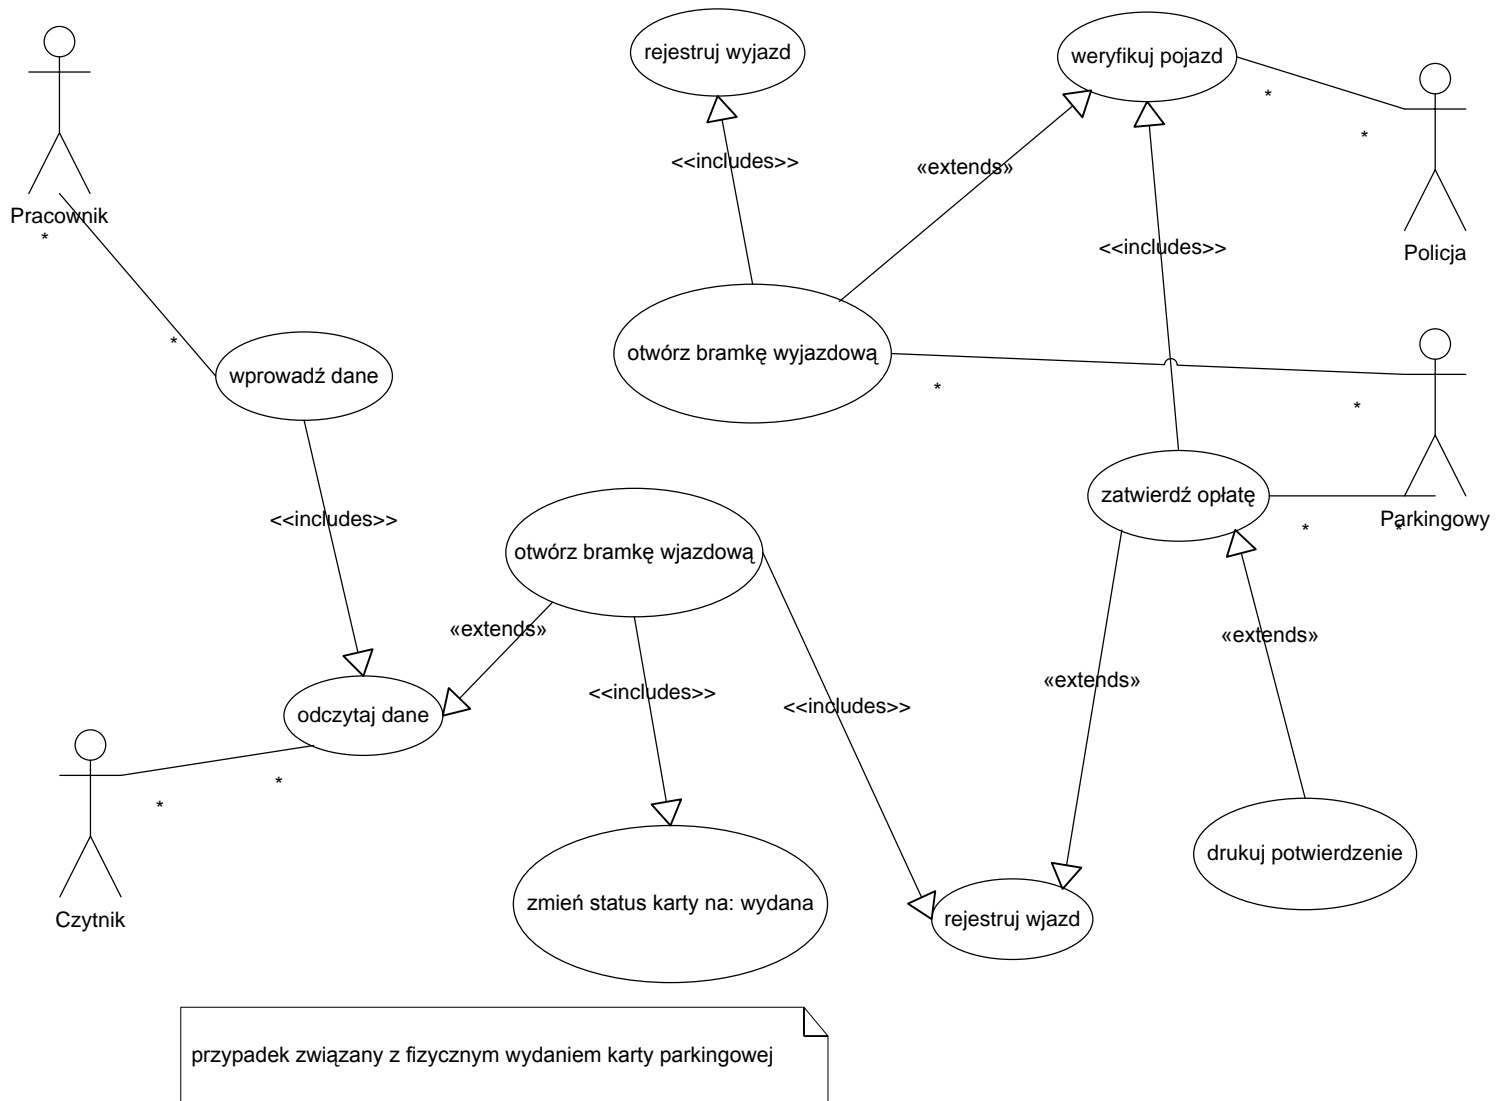 rejestruj wyjazd
weryfikuj pojazd
*
*
<<includes>>
«extends»
Pracownik
*
<<includes>>
Policja
*
otwórz bramkę wyjazdową
wprowadź dane
*
*
zatwierdź opłatę
<<includes>>
Parkingowy
*
*
otwórz bramkę wjazdową
«extends»
«extends»
«extends»
<<includes>>
<<includes>>
odczytaj dane
*
*
drukuj potwierdzenie
zmień status karty na: wydana
Czytnik
rejestruj wjazd
przypadek związany z fizycznym wydaniem karty parkingowej